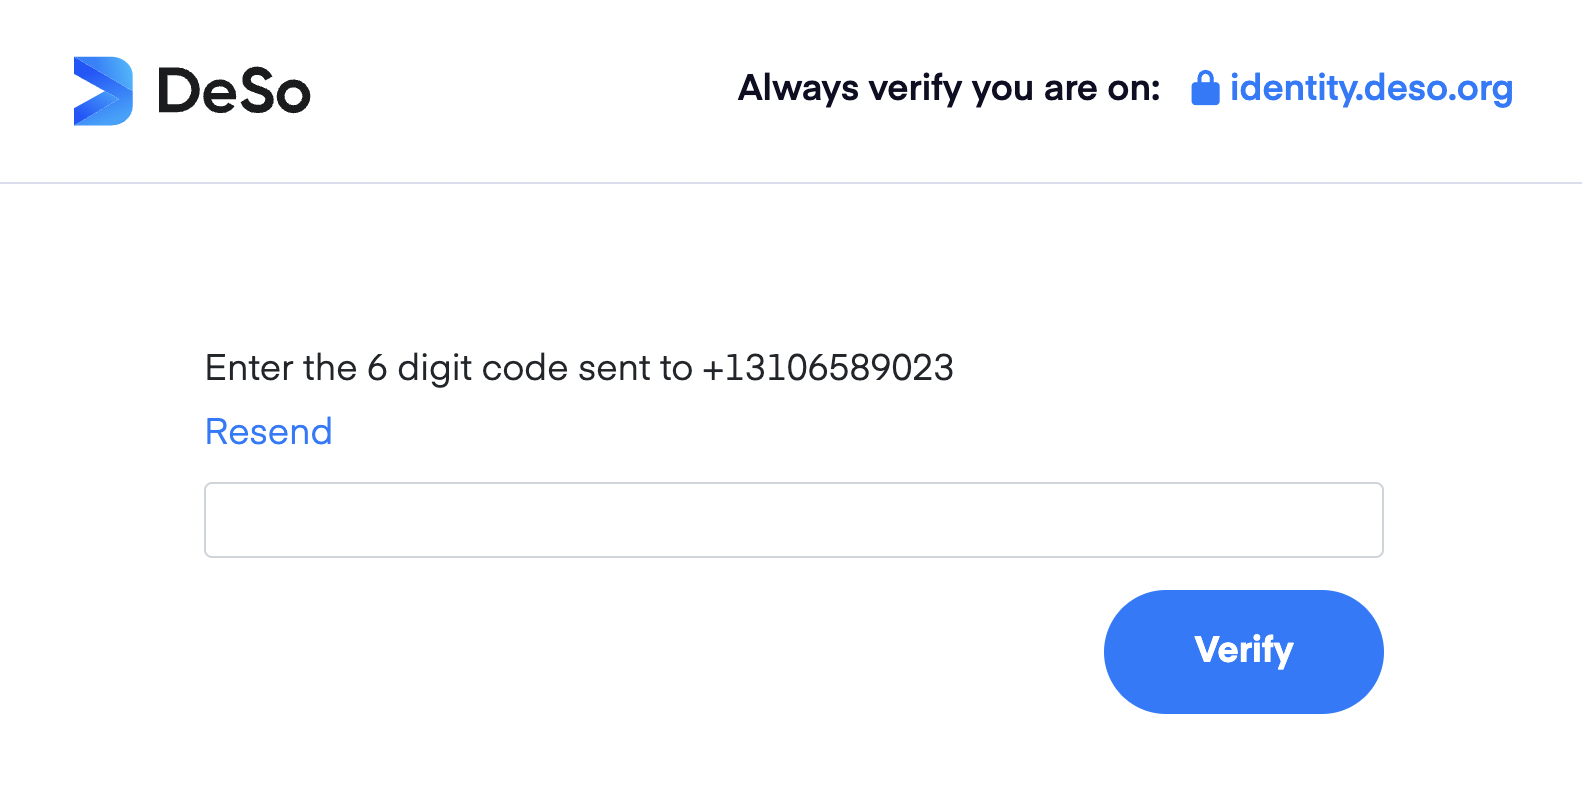 DeSo
Always verify you are on: identity.deso.org
Enter the 6 digit code sent to +13106589023
Resend
Verify